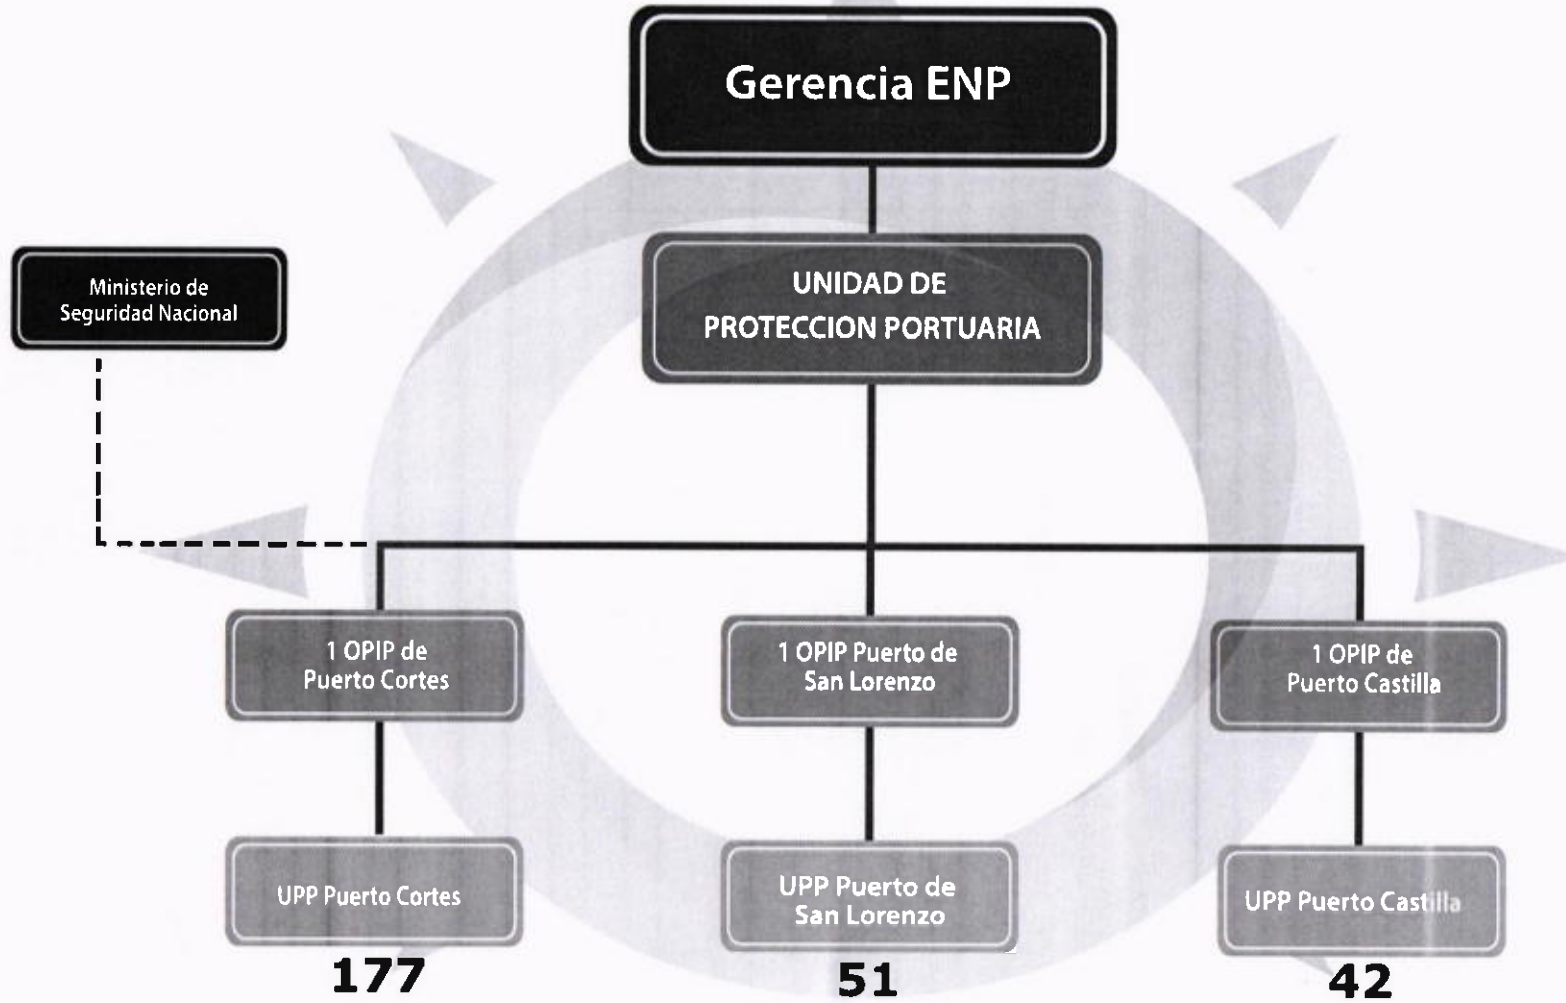 Gerencia ENP
UNIDAD DE
PROTECCION PORTUARIA
Ministerio de
Seguridad Nacional
1 OPIP de
Puerto Cortes
1 OPIP Puerto de
San Lorenzo
1 OPIP de
Puerto Castilla
UPP Puerto Cortes
UPP Puerto de
San Lorenzo
UPP Puerto Castilla
177
51
42